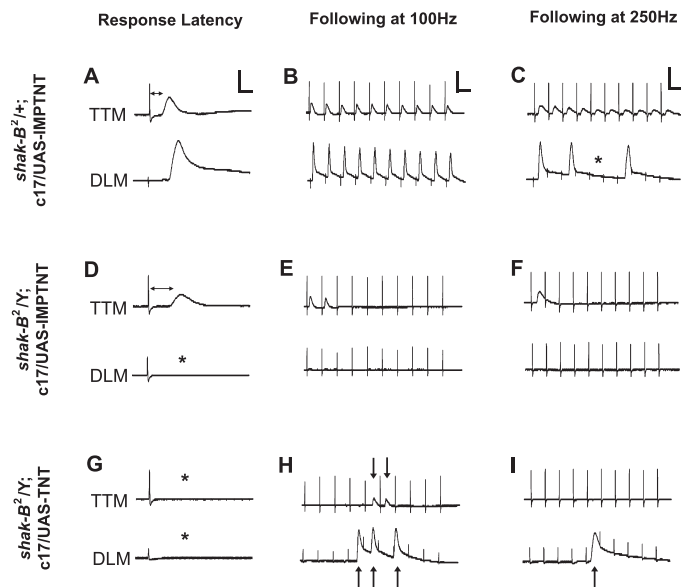 Response Latency
Following at 100Hz
Following at 250Hz
shak-B²/+;
c17/UAS-IMPTNT
A
B
C
TTM
DLM
*
shak-B²/Y;
c17/UAS-IMPTNT
D
E
F
TTM
DLM
*
shak-B²/Y;
c17/UAS-TNT
G
H
I
TTM
*
DLM
*